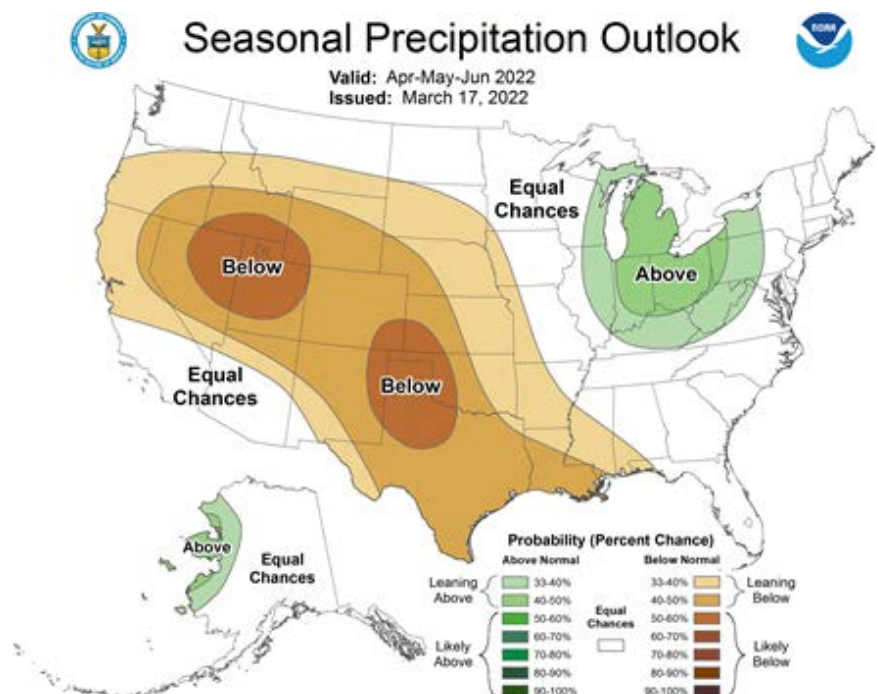 Seasonal Precipitation Outlook
NOAA
Valid: Apr-May-Jun 2022
Issued: March 17, 2022
Equal
Chances
Above
Below
Below
Equal
Chances
Above
Equal
Chances
Probability (Percent Chance)
Above Normal Below Normal
Leaning
Above
33-40%
40-50%
Likely
Above
50-60%
60-70%
70-80%
80-90%
90-100%
Equal
Chances
33-40%
40-50%
Leaning
Below
50-60%
60-70%
70-80%
80-90%
90-100%
Likely
Below